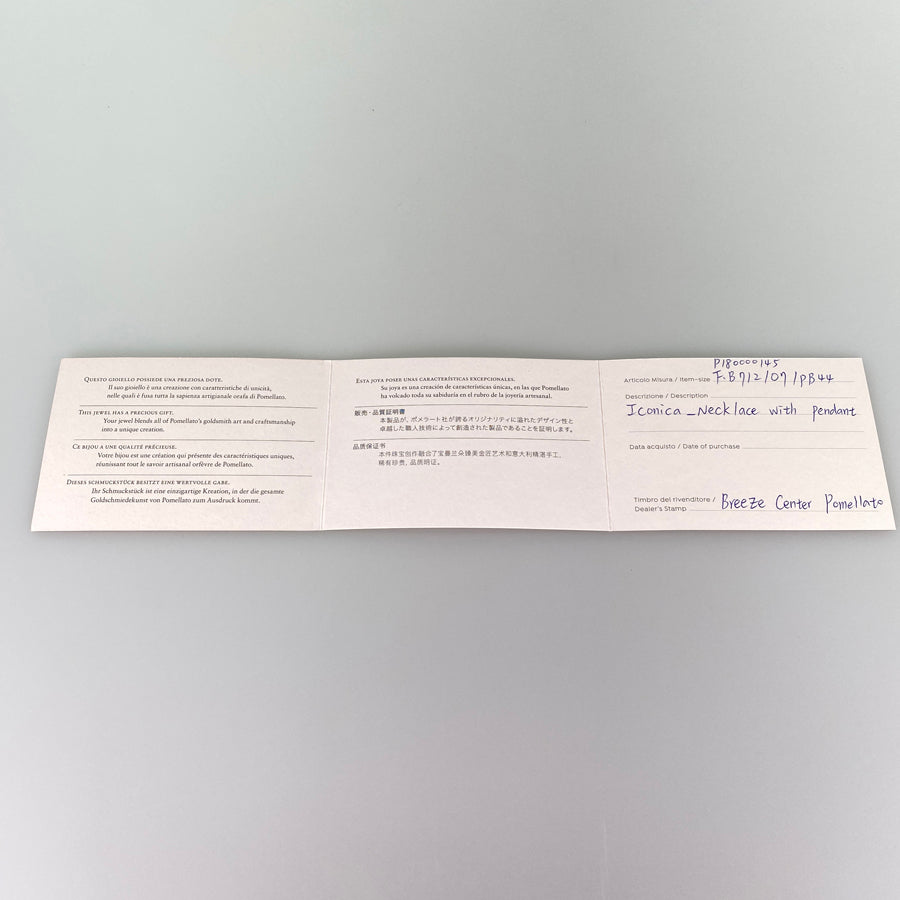 QUESTO GIOIELLO POSSIEDE UNA PREZIOSA DOTE.
Il suo gioiello è una creazione con caratteristiche di unicità,
nelle quali è fusa tutta la sapienza artigianale orafa di Pomellato.
THIS JEWEL HAS A PRECIOUS GIFT.
Your jewel blends all of Pomellato's goldsmith art and craftsmanship
into a unique creation.
CE BIJOU A UNE QUALITÉ PRÉCIEUSE.
Votre bijou est une création qui présente des caractéristiques uniques,
réunissant tout le savoir artisanal orfèvre de Pomellato.
DIESES SCHMUCKSTÜCK BESITZT EINE WERTVOLLE GABE.
Ihr Schmuckstück ist eine einzigartige Kreation, in der die gesamte
Goldschmiedekunst von Pomellato zum Ausdruck kommt.
ESTA JOYA POSEE UNAS CARACTERÍSTICAS EXCEPCIONALES.
Su joya es una creación de características únicas, en las que Pomellato
ha volcado toda su sabiduría en el rubro de la joyería artesanal.
販売・品質証明書
本製品が、ポメラート社が誇るオリジナリティに溢れたデザイン性と
卓越した職人技術によって創造された製品であることを証明します。
品质保证书
本件珠宝创作融合了宝曼兰朵臻美金匠艺术和意大利精湛手工,
稀有珍贵, 品质明证。
P180000145
Articolo Misura / Item-size F.B712/O7/PB44
Descrizione / Description
Iconica_Necklace with pendant
Data acquisto / Date of purchase
Timbro del rivenditore /
Dealer's Stamp Breeze Center Pomellato